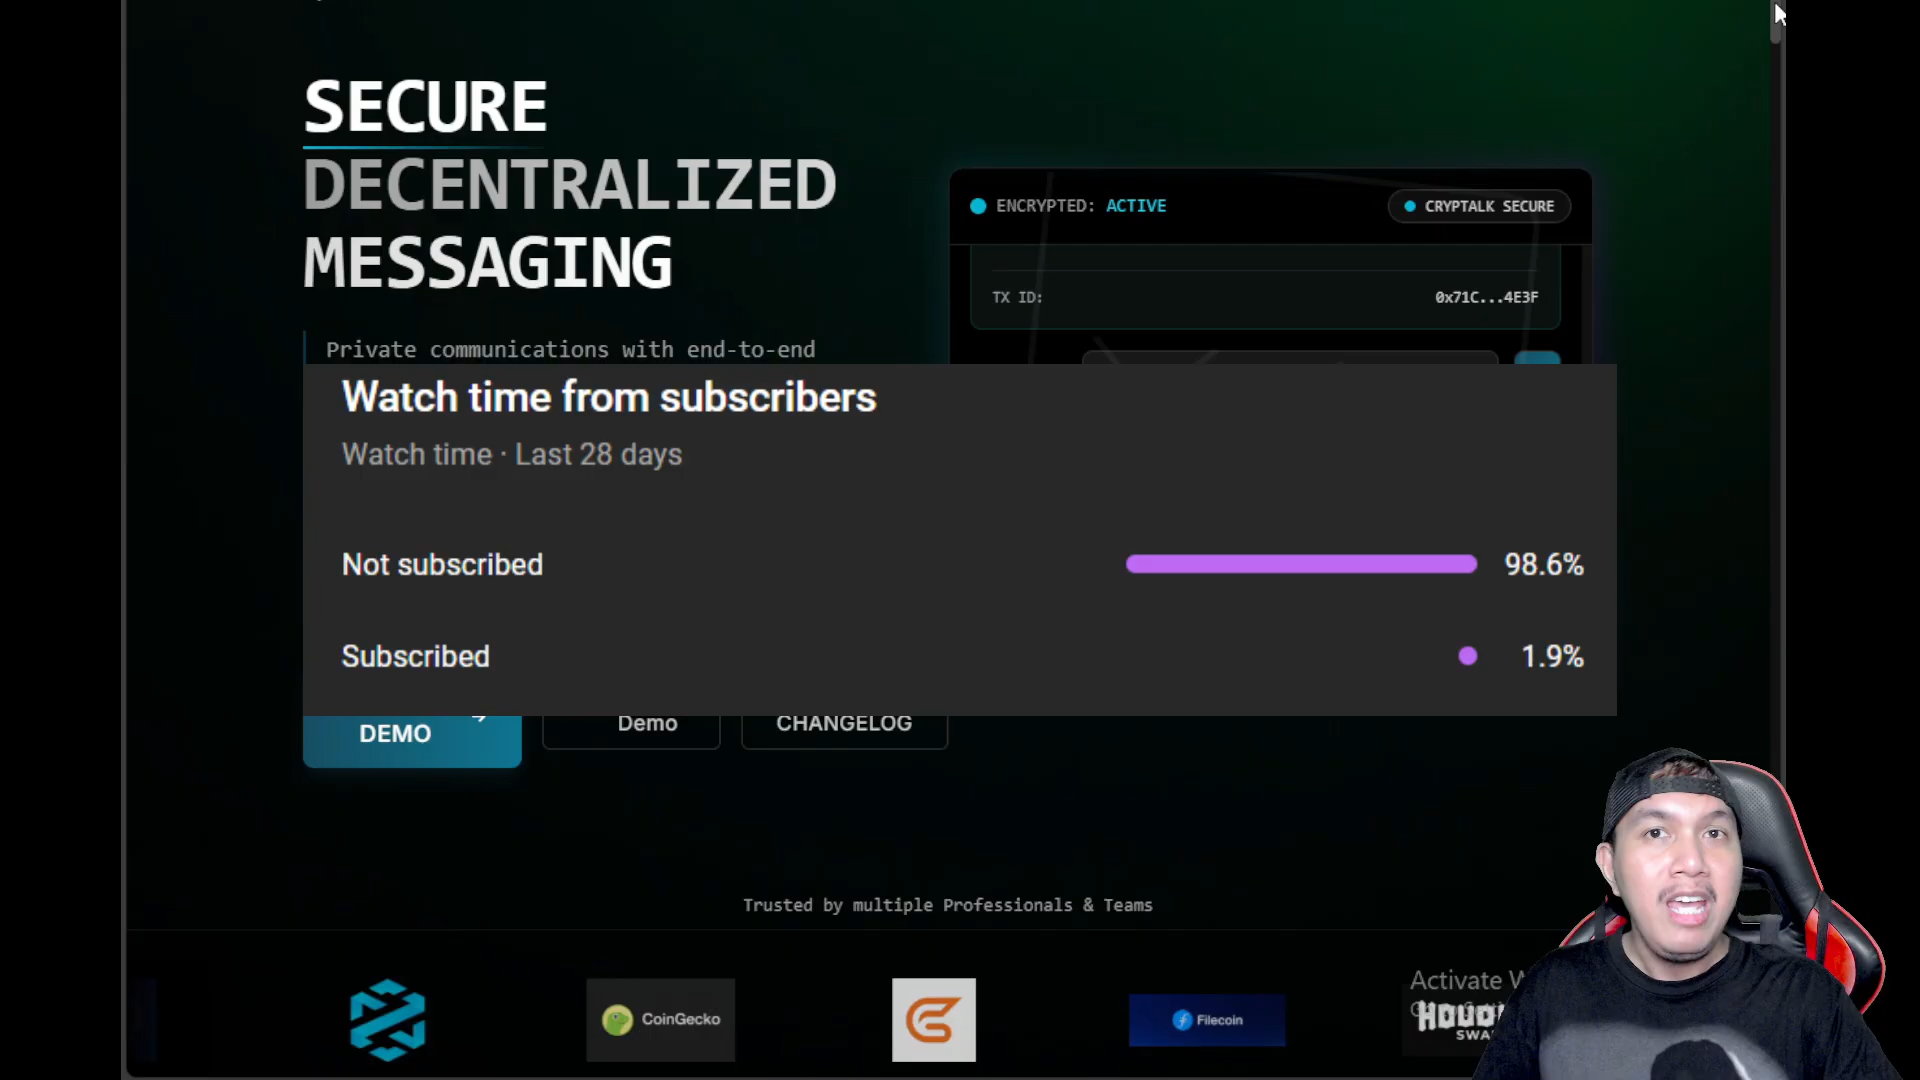 SECURE
DECENTRALIZED
MESSAGING
ENCRYPTED: ACTIVE
CRYPTALK SECURE
TX ID:
0x71C...4E3F
Private communications with end-to-end
Watch time from subscribers
Watch time · Last 28 days
Not subscribed 98.6%
Subscribed 1.9%
DEMO
Demo
CHANGELOG
Trusted by multiple Professionals & Teams
CoinGecko
Filecoin
Activate